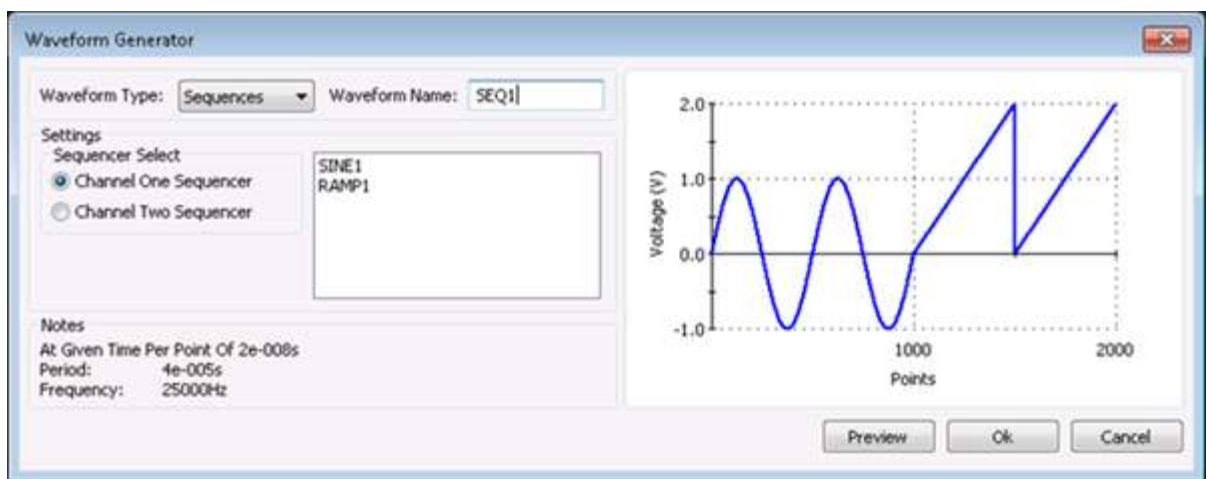 Waveform Generator
Waveform Type: Sequences Waveform Name: SEQ1
Settings
Sequencer Select
Channel One Sequencer
Channel Two Sequencer
SINE1
RAMP1
Notes
At Given Time Per Point Of 2e-008s
Period: 4e-005s
Frequency: 25000Hz
2.0
1.0
0.0
-1.0
Voltage (V)
1000 2000
Points
Preview Ok Cancel